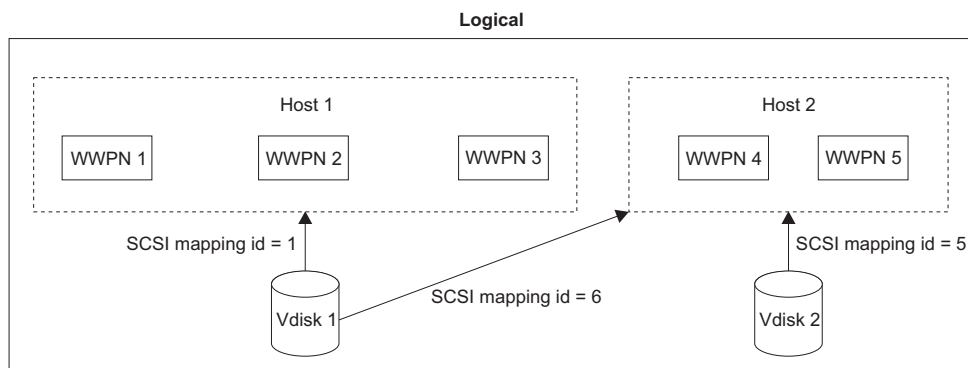 Logical
Host 1
Host 2
WWPN 1
WWPN 2
WWPN 3
WWPN 4
WWPN 5
SCSI mapping id = 1
SCSI mapping id = 5
SCSI mapping id = 6
Vdisk 1
Vdisk 2